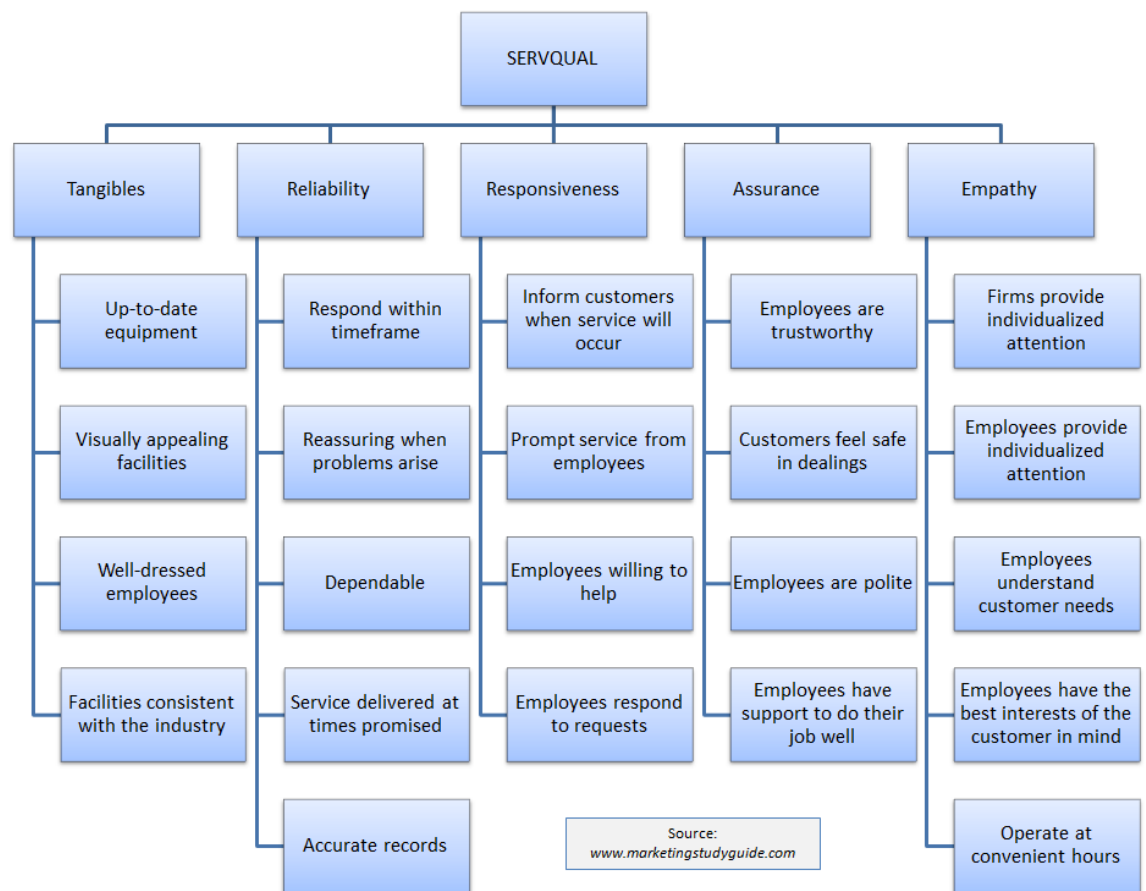 SERVQUAL
Tangibles
Reliability
Responsiveness
Assurance
Empathy
Up-to-date
equipment
Respond within
timeframe
Inform customers
when service will
occur
Employees are
trustworthy
Firms provide
individualized
attention
Visually appealing
facilities
Reassuring when
problems arise
Prompt service from
employees
Customers feel safe
in dealings
Employees provide
individualized
attention
Well-dressed
employees
Dependable
Employees willing to
help
Employees are polite
Employees
understand
customer needs
Facilities consistent
with the industry
Service delivered at
times promised
Employees respond
to requests
Employees have
support to do their
job well
Employees have the
best interests of the
customer in mind
Accurate records
Source:
www.marketingstudyguide.com
Operate at
convenient hours